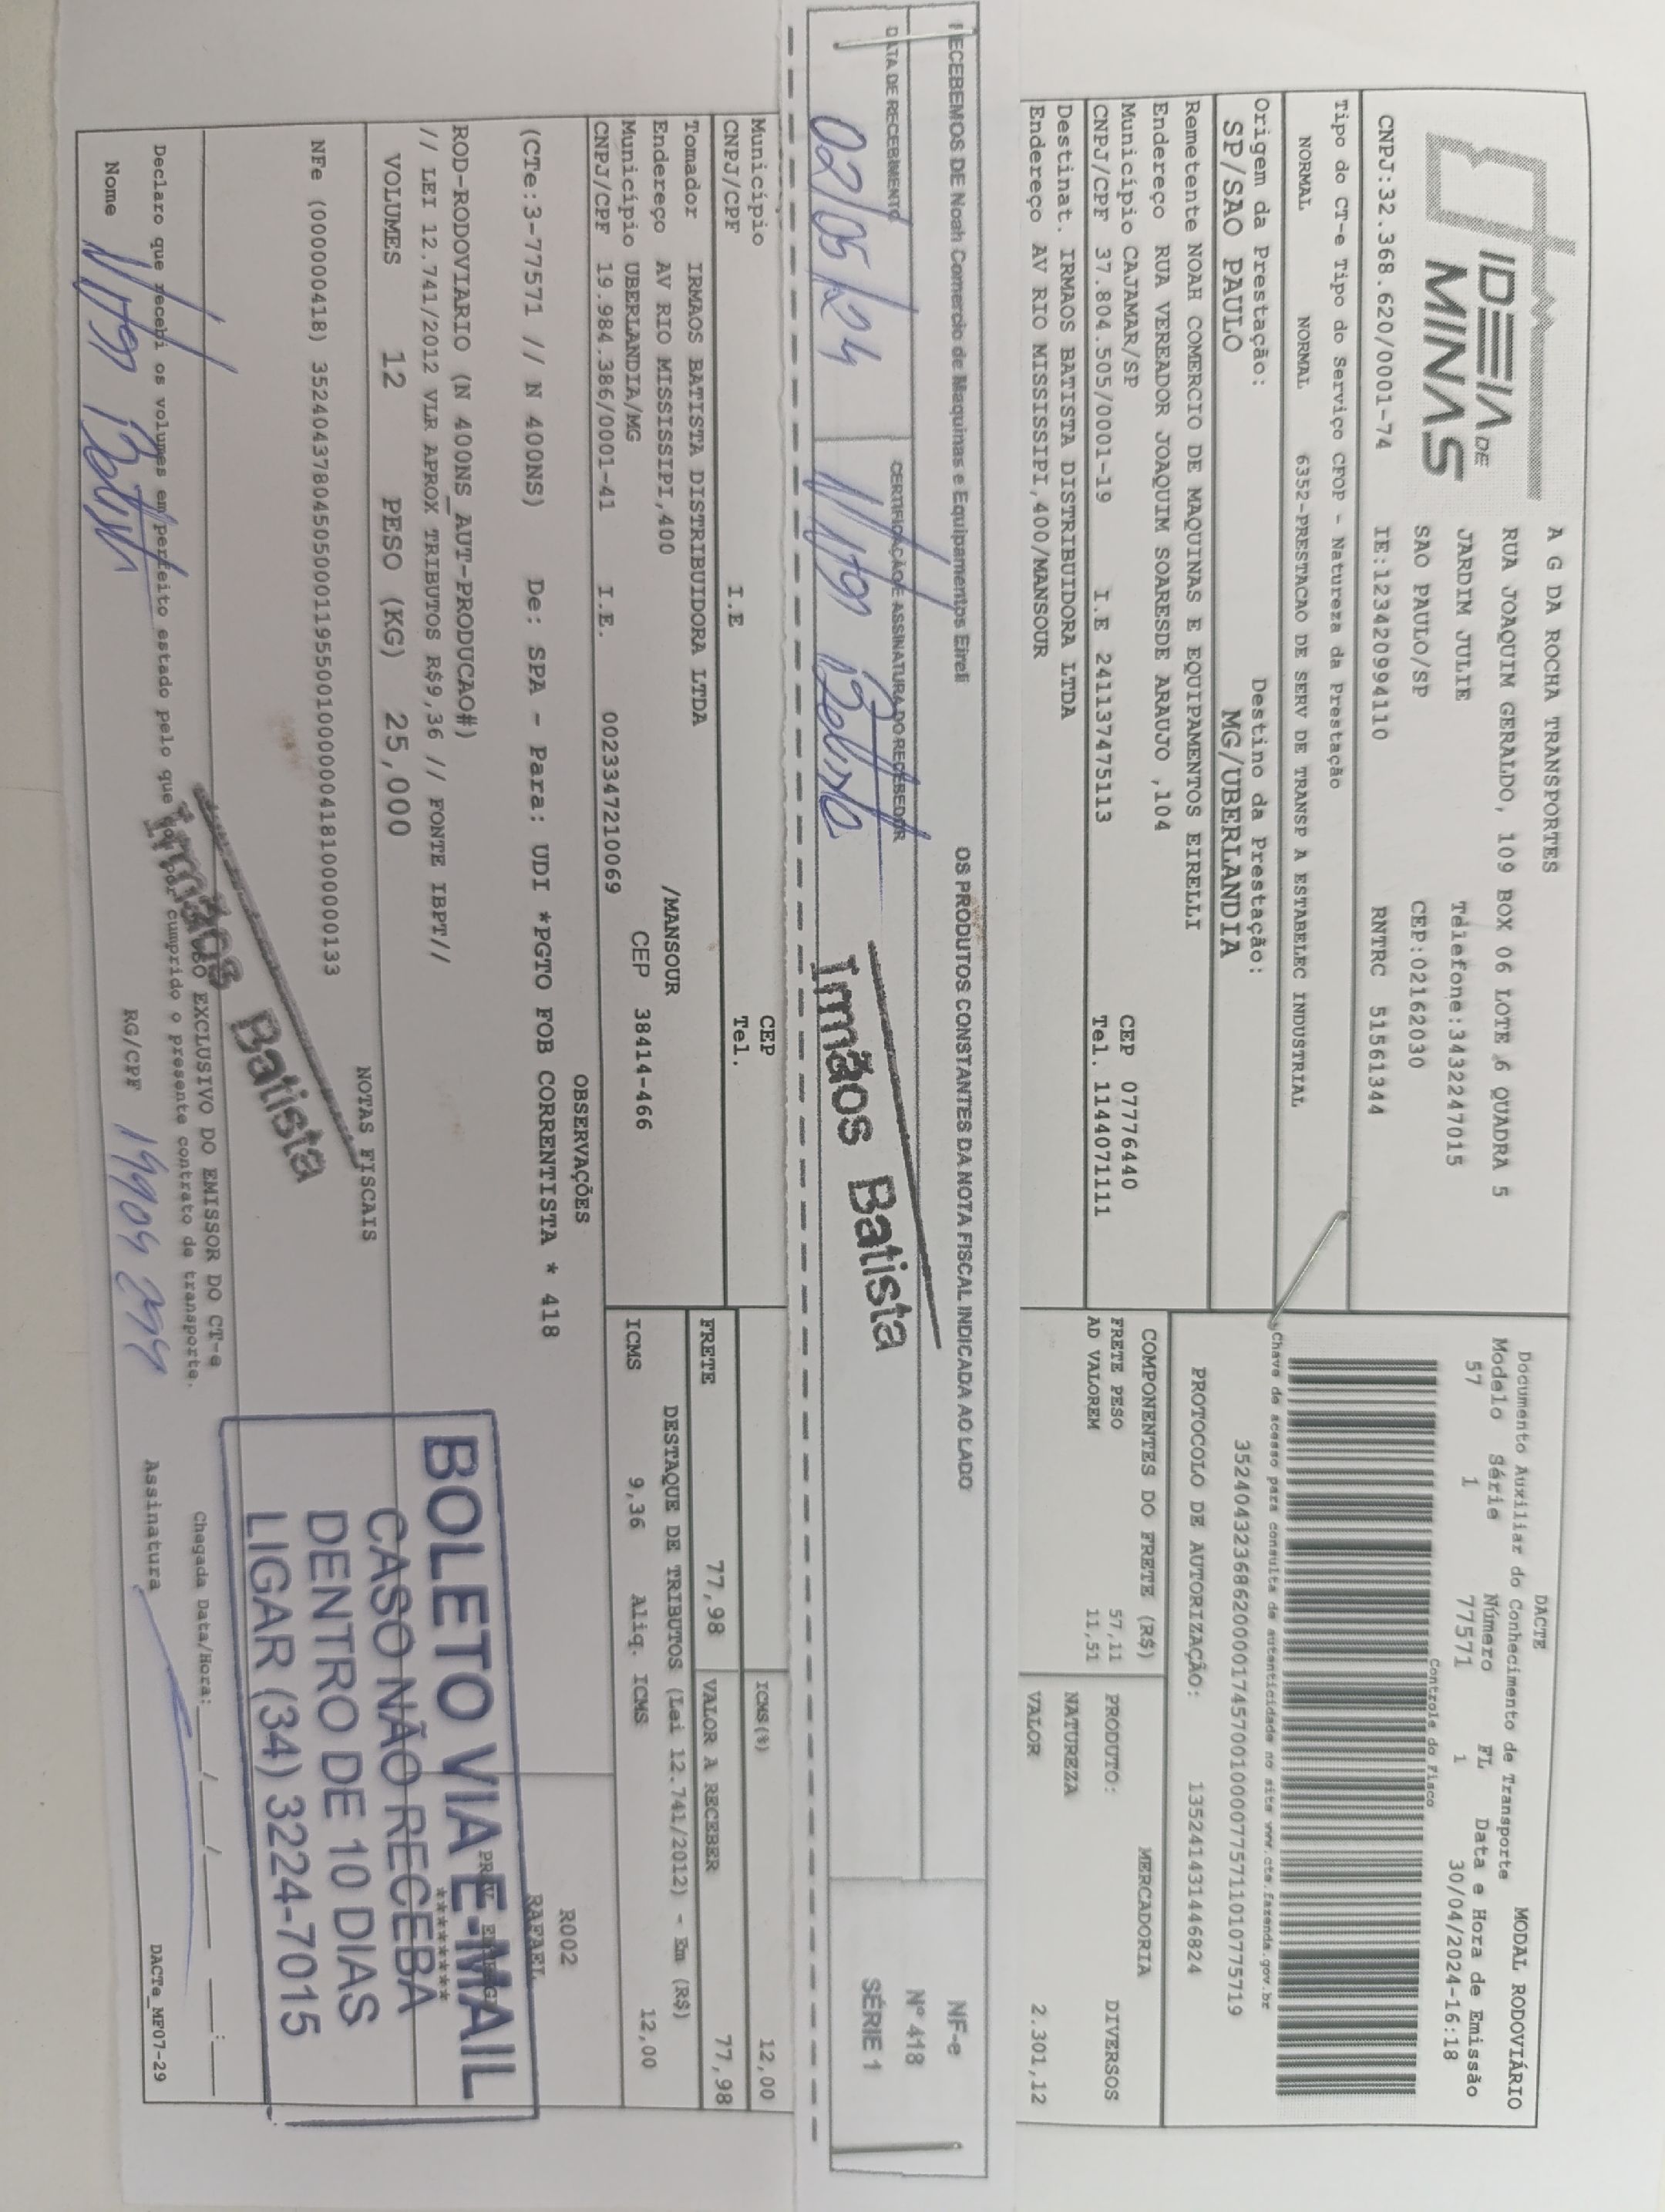 IDEIA DE
MINAS
A G DA ROCHA TRANSPORTES
RUA JOAQUIM GERALDO, 109 BOX 06 LOTE 6 QUADRA 5
JARDIM JULIE Telefone:3432247015
SAO PAULO/SP CEP:02162030
CNPJ:32.368.620/0001-74 IE:123420994110 RNTRC 51561344
DACTE MODAL RODOVIÁRIO
Documento Auxiliar do Conhecimento de Transporte
Modelo Série Número FL Data e Hora de Emissão
57 1 77571 1 30/04/2024-16:18
Controle do Fisco
Chave de acesso para consulta de autenticidade no site www.cte.fazenda.gov.br
35240432368620000174570010000775711010775719
PROTOCOLO DE AUTORIZAÇÃO: 135241431446824
Tipo do CT-e Tipo do Serviço CFOP - Natureza da Prestação
NORMAL NORMAL 6352-PRESTACAO DE SERV DE TRANSP A ESTABELEC INDUSTRIAL
Origem da Prestação: Destino da Prestação:
SP/SAO PAULO MG/UBERLANDIA
Remetente NOAH COMERCIO DE MAQUINAS E EQUIPAMENTOS EIRELLI
Endereço RUA VEREADOR JOAQUIM SOARESDE ARAUJO ,104
Município CAJAMAR/SP CEP 07776440
CNPJ/CPF 37.804.505/0001-19 I.E 241137475113 Tel. 1144071111
Destinat. IRMAOS BATISTA DISTRIBUIDORA LTDA
Endereço AV RIO MISSISSIPI,400/MANSOUR
COMPONENTES DO FRETE (R$) MERCADORIA
FRETE PESO 57,11 PRODUTO: DIVERSOS
AD VALOREM 11,51
NATUREZA
VALOR 2.301,12
RECEBEMOS DE Noah Comercio de Maquinas e Equipamentos Eireli OS PRODUTOS CONSTANTES DA NOTA FISCAL INDICADA AO LADO
NF-e
Nº 418
SÉRIE 1
DATA DE RECEBIMENTO CERTIFICAÇÃO E ASSINATURA DO RECEBEDOR
02/05/24
Irmãos Batista
Município CEP
CNPJ/CPF I.E Tel.
ICMS(%) 12,00
FRETE 77,98 VALOR A RECEBER 77,98
Tomador IRMAOS BATISTA DISTRIBUIDORA LTDA
Endereço AV RIO MISSISSIPI,400 /MANSOUR
Município UBERLANDIA/MG CEP 38414-466
CNPJ/CPF 19.984.386/0001-41 I.E. 0023347210069
DESTAQUE DE TRIBUTOS (Lei 12.741/2012) - Em (R$)
ICMS 9,36 Aliq. ICMS 12,00
OBSERVAÇÕES
(CTe:3-77571 // N 400NS) De: SPA - Para: UDI *PGTO FOB CORRENTISTA * 418
R002
RAFAEL
ROD-RODOVIARIO (N 400NS_AUT-PRODUCAO#)
// LEI 12.741/2012 VLR APROX TRIBUTOS R$9,36 // FONTE IBPT//
VOLUMES 12 PESO (KG) 25,000
NOTAS FISCAIS
NFe (000000418) 35240437804505000119550010000004181000000133
Irmãos Batista
BOLETO VIA E-MAIL
CASO NÃO RECEBA
DENTRO DE 10 DIAS
LIGAR (34) 3224-7015
USO EXCLUSIVO DO EMISSOR DO CT-e
Declaro que recebi os volumes em perfeito estado pelo que dou por cumprido o presente contrato de transporte.
Chegada Data/Hora: ___/___/_____ ___:___
Nome RG/CPF Assinatura
DACTe_MP07-29